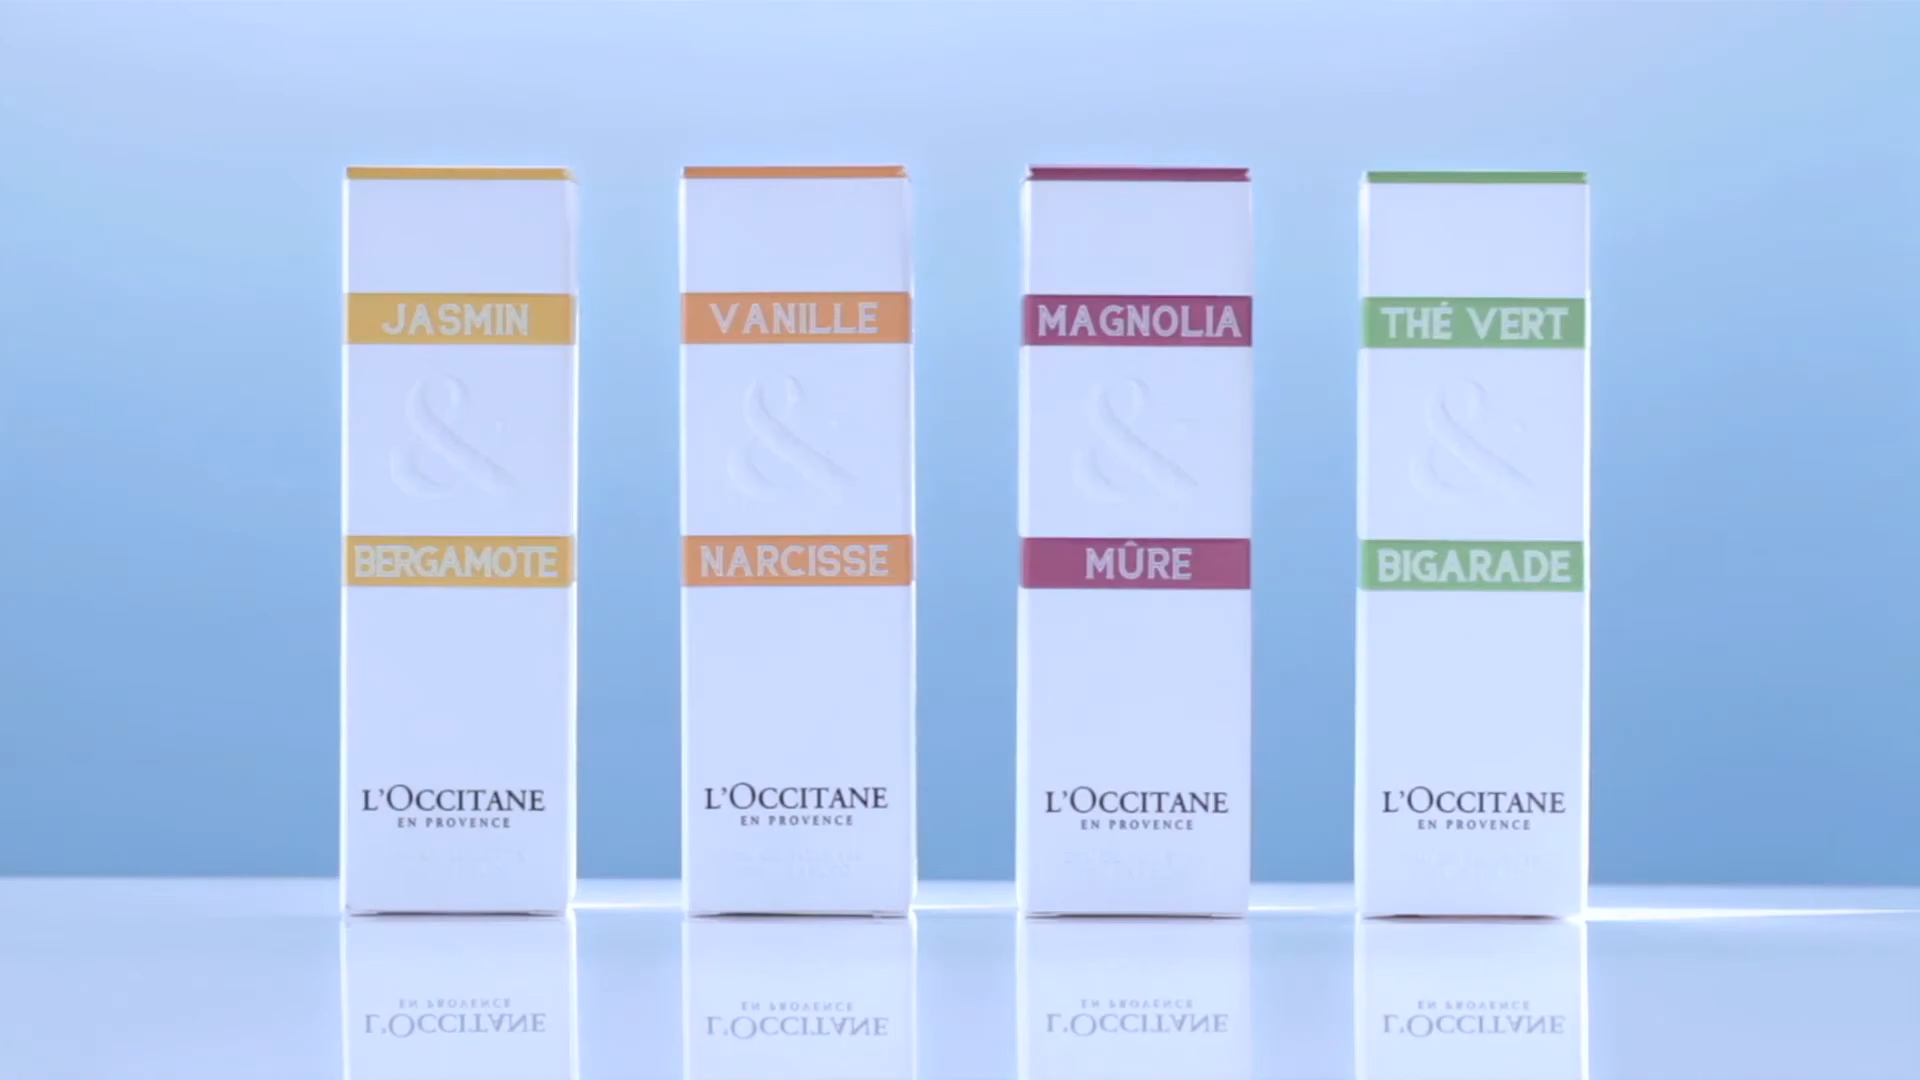 JASMIN
&
BERGAMOTE
L'OCCITANE
EN PROVENCE
VANILLE
&
NARCISSE
L'OCCITANE
EN PROVENCE
MAGNOLIA
&
MÛRE
L'OCCITANE
EN PROVENCE
THÉ VERT
&
BIGARADE
L'OCCITANE
EN PROVENCE